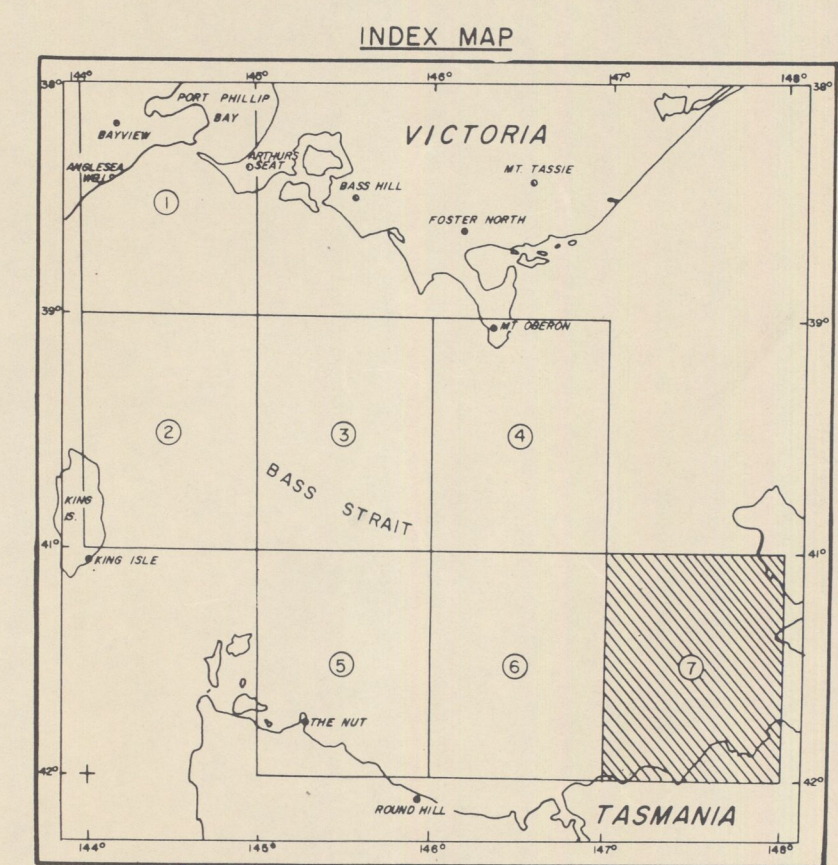 INDEX MAP
144°
145°
146°
147°
148°
38°
38°
PORT PHILLIP
BAY
BAYVIEW
VICTORIA
ARTHURS
SEAT
ANGLESEA
WELLS
MT. TASSIE
BASS HILL
1
FOSTER NORTH
39°
39°
MT OBERON
2
3
4
BASS STRAIT
KING
IS.
41°
41°
KING ISLE
5
6
7
THE NUT
42°
42°
ROUND HILL
TASMANIA
144°
145°
146°
147°
148°